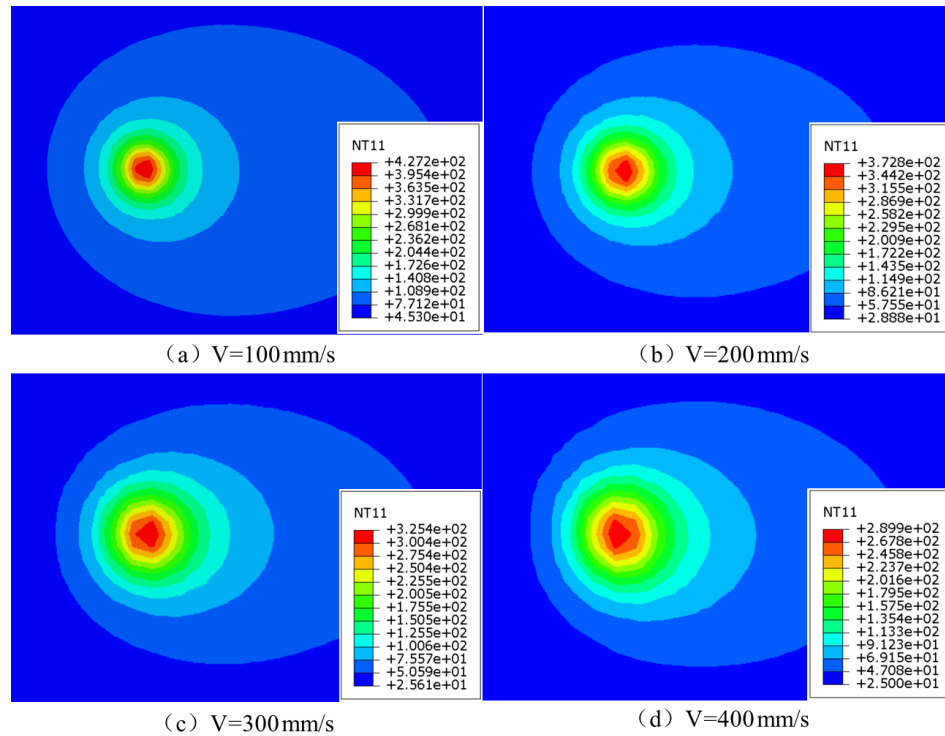 NT11
+4.272e+02
+3.954e+02
+3.635e+02
+3.317e+02
+2.999e+02
+2.681e+02
+2.362e+02
+2.044e+02
+1.726e+02
+1.408e+02
+1.089e+02
+7.712e+01
+4.530e+01
（a）V=100mm/s
NT11
+3.728e+02
+3.442e+02
+3.155e+02
+2.869e+02
+2.582e+02
+2.295e+02
+2.009e+02
+1.722e+02
+1.435e+02
+1.149e+02
+8.621e+01
+5.755e+01
+2.888e+01
（b）V=200mm/s
NT11
+3.254e+02
+3.004e+02
+2.754e+02
+2.504e+02
+2.255e+02
+2.005e+02
+1.755e+02
+1.505e+02
+1.255e+02
+1.006e+02
+7.557e+01
+5.059e+01
+2.561e+01
（c）V=300mm/s
NT11
+2.899e+02
+2.678e+02
+2.458e+02
+2.237e+02
+2.016e+02
+1.795e+02
+1.575e+02
+1.354e+02
+1.133e+02
+9.123e+01
+6.915e+01
+4.708e+01
+2.500e+01
（d）V=400mm/s